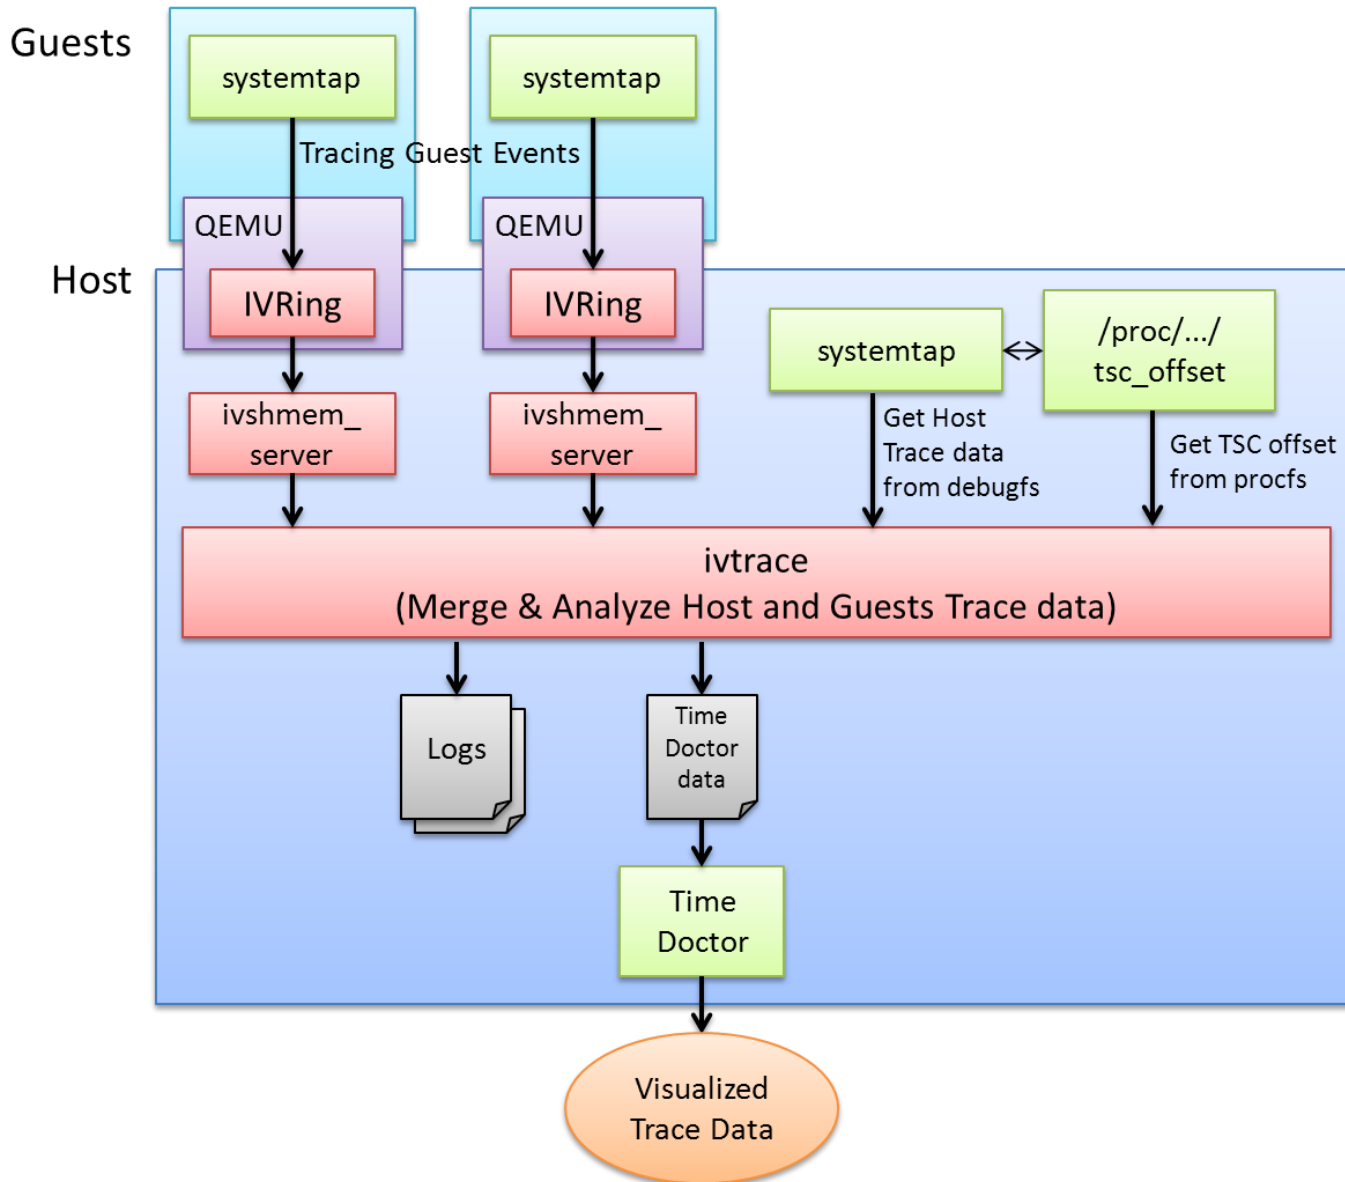 Guests
systemtap
systemtap
Tracing Guest Events
QEMU
QEMU
Host
IVRing
IVRing
systemtap
/proc/.../
tsc_offset
ivshmem_
server
ivshmem_
server
Get Host
Trace data
from debugfs
Get TSC offset
from procfs
ivtrace
(Merge & Analyze Host and Guests Trace data)
Logs
Time
Doctor
data
Time
Doctor
Visualized
Trace Data